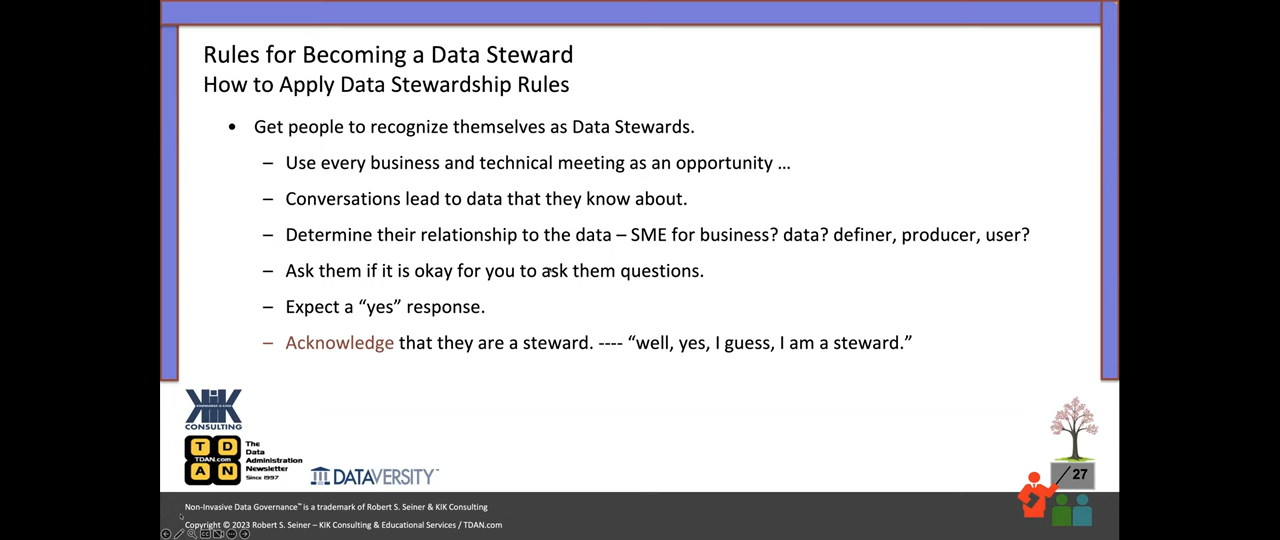 Rules for Becoming a Data Steward
How to Apply Data Stewardship Rules
• Get people to recognize themselves as Data Stewards.
– Use every business and technical meeting as an opportunity …
– Conversations lead to data that they know about.
– Determine their relationship to the data – SME for business? data? definer, producer, user?
– Ask them if it is okay for you to ask them questions.
– Expect a “yes” response.
– Acknowledge that they are a steward. ---- “well, yes, I guess, I am a steward.”
KIK
CONSULTING
T D
TDAN.com
A N
The
Data
Administration
Newsletter
Since 1997
DATAVERSITY™
27
Non-Invasive Data Governance™ is a trademark of Robert S. Seiner & KIK Consulting
Copyright © 2023 Robert S. Seiner – KIK Consulting & Educational Services / TDAN.com